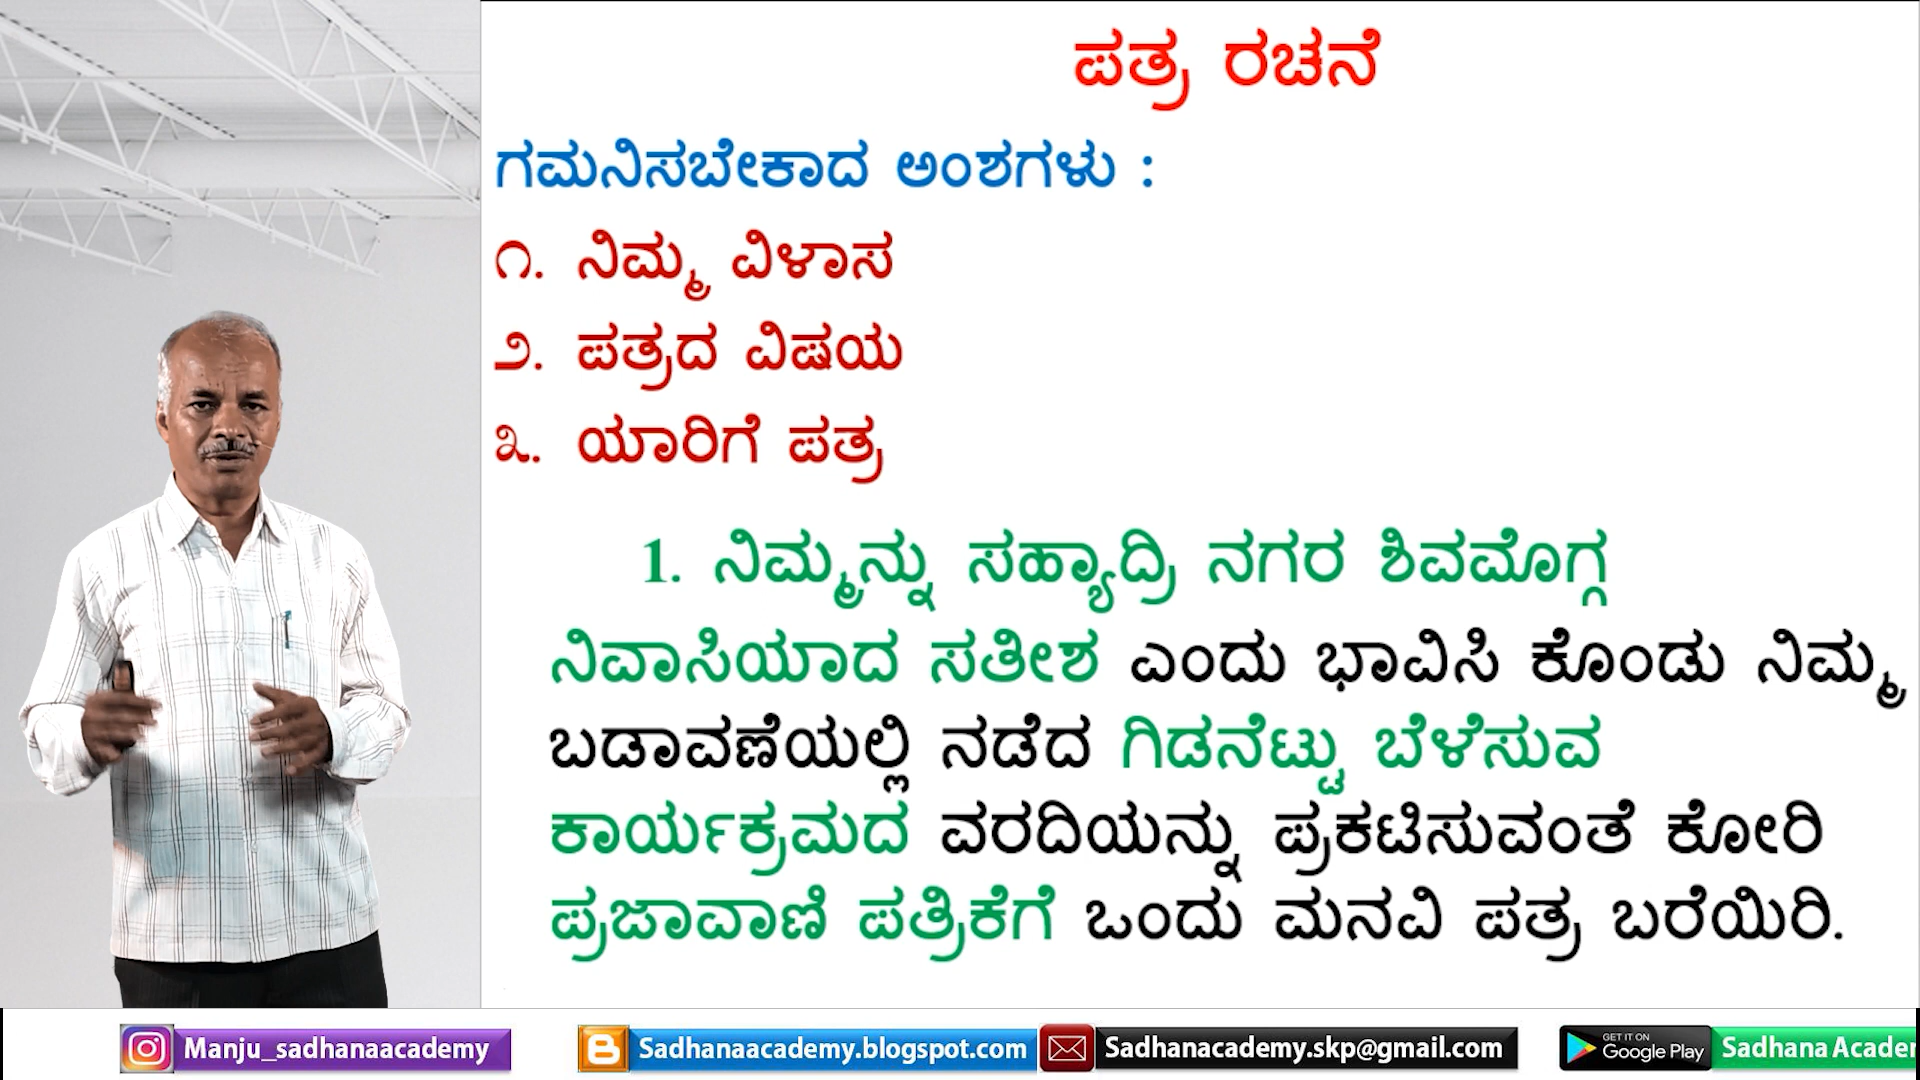 ಪತ್ರ ರಚನೆ
ಗಮನಿಸಬೇಕಾದ ಅಂಶಗಳು :
೧. ನಿಮ್ಮ ವಿಳಾಸ
೨. ಪತ್ರದ ವಿಷಯ
೩. ಯಾರಿಗೆ ಪತ್ರ
1. ನಿಮ್ಮನ್ನು ಸಹ್ಯಾದ್ರಿ ನಗರ ಶಿವಮೊಗ್ಗ
ನಿವಾಸಿಯಾದ ಸತೀಶ ಎಂದು ಭಾವಿಸಿ ಕೊಂಡು ನಿಮ್ಮ
ಬಡಾವಣೆಯಲ್ಲಿ ನಡೆದ ಗಿಡನೆಟ್ಟು ಬೆಳೆಸುವ
ಕಾರ್ಯಕ್ರಮದ ವರದಿಯನ್ನು ಪ್ರಕಟಿಸುವಂತೆ ಕೋರಿ
ಪ್ರಜಾವಾಣಿ ಪತ್ರಿಕೆಗೆ ಒಂದು ಮನವಿ ಪತ್ರ ಬರೆಯಿರಿ.
Manju_sadhanaacademy Sadhanaacademy.blogspot.com Sadhanacademy.skp@gmail.com GET IT ON Google Play Sadhana Acader